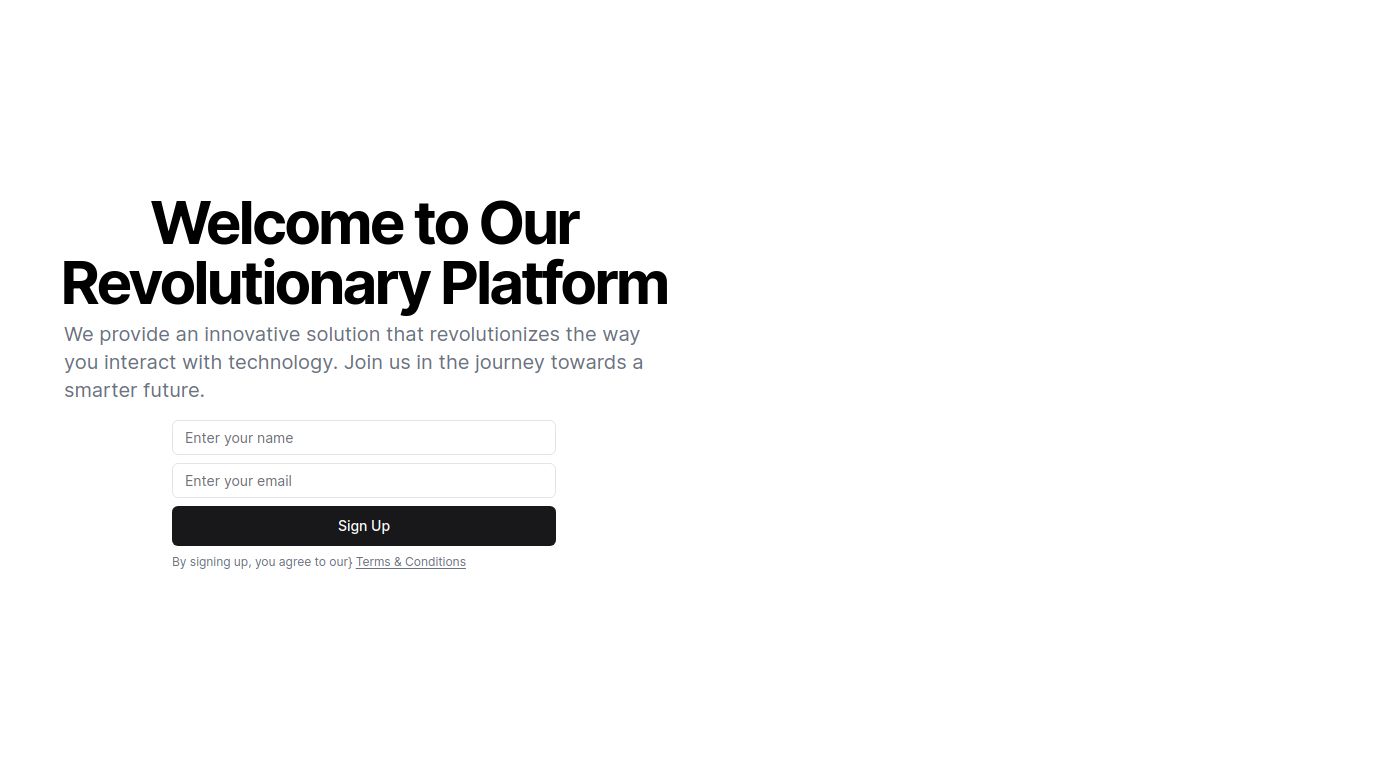 Welcome to Our
Revolutionary Platform
We provide an innovative solution that revolutionizes the way
you interact with technology. Join us in the journey towards a
smarter future.
Enter your name
Enter your email
Sign Up
By signing up, you agree to our} Terms & Conditions